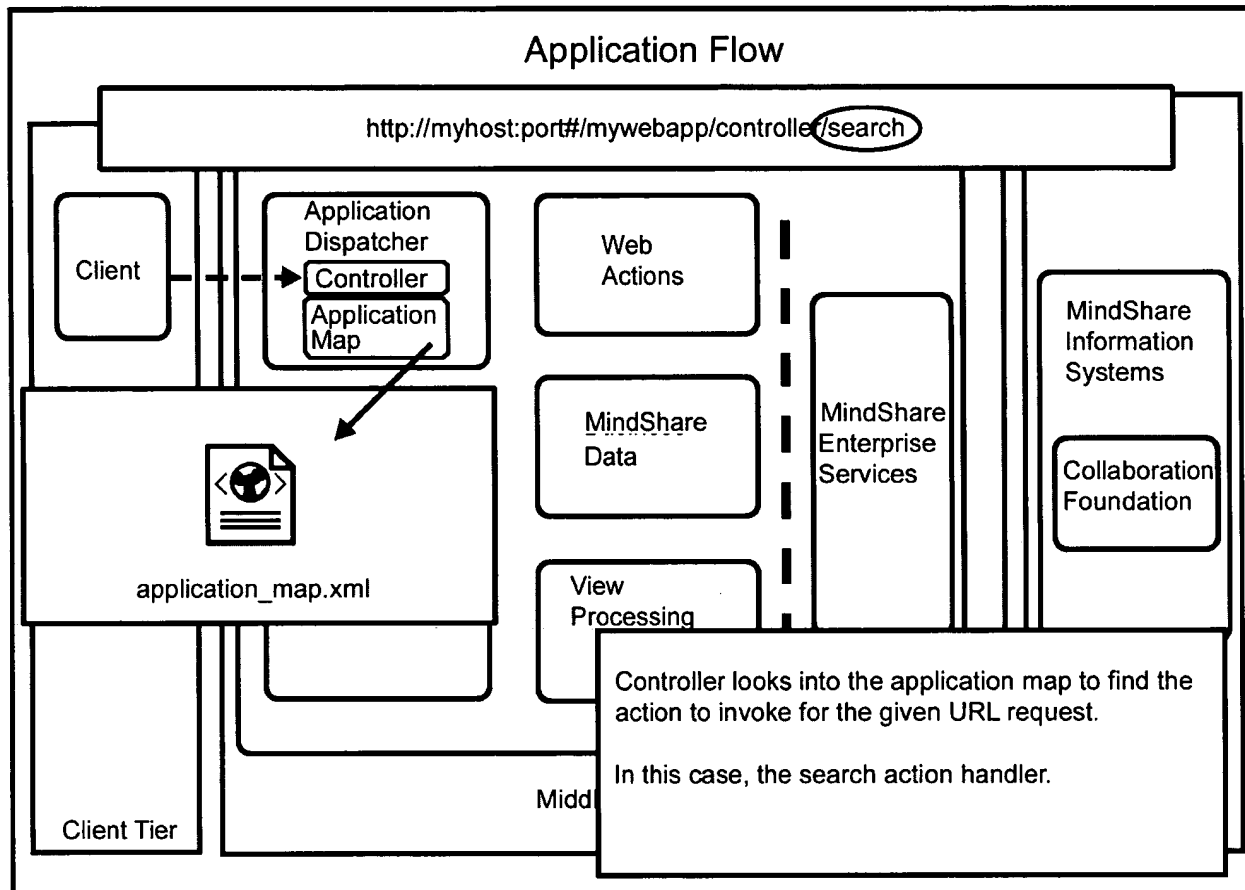 Application Flow
http://myhost:port#/mywebapp/controller/search
Client
Application
Dispatcher
Controller
Application
Map
Web
Actions
MindShare
Data
View
Processing
MindShare
Enterprise
Services
MindShare
Information
Systems
Collaboration
Foundation
application_map.xml
Controller looks into the application map to find the
action to invoke for the given URL request.
In this case, the search action handler.
Client Tier